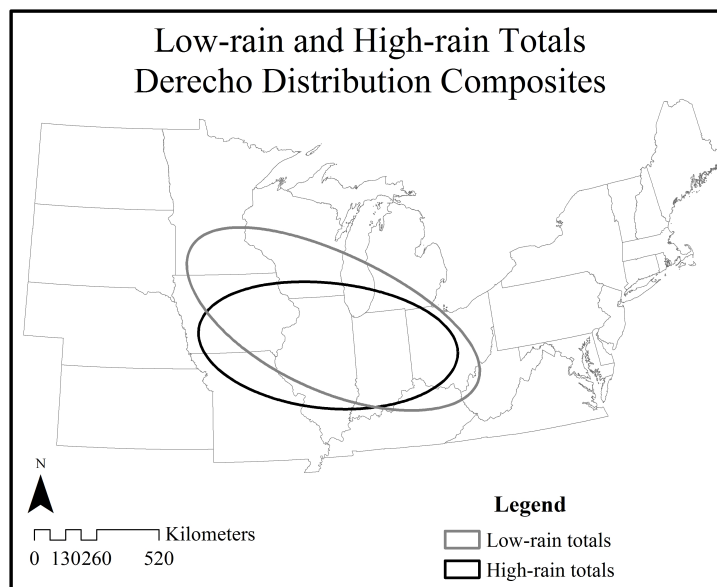 Low-rain and High-rain Totals
Derecho Distribution Composites
N
Kilometers
0 130260 520
Legend
Low-rain totals
High-rain totals